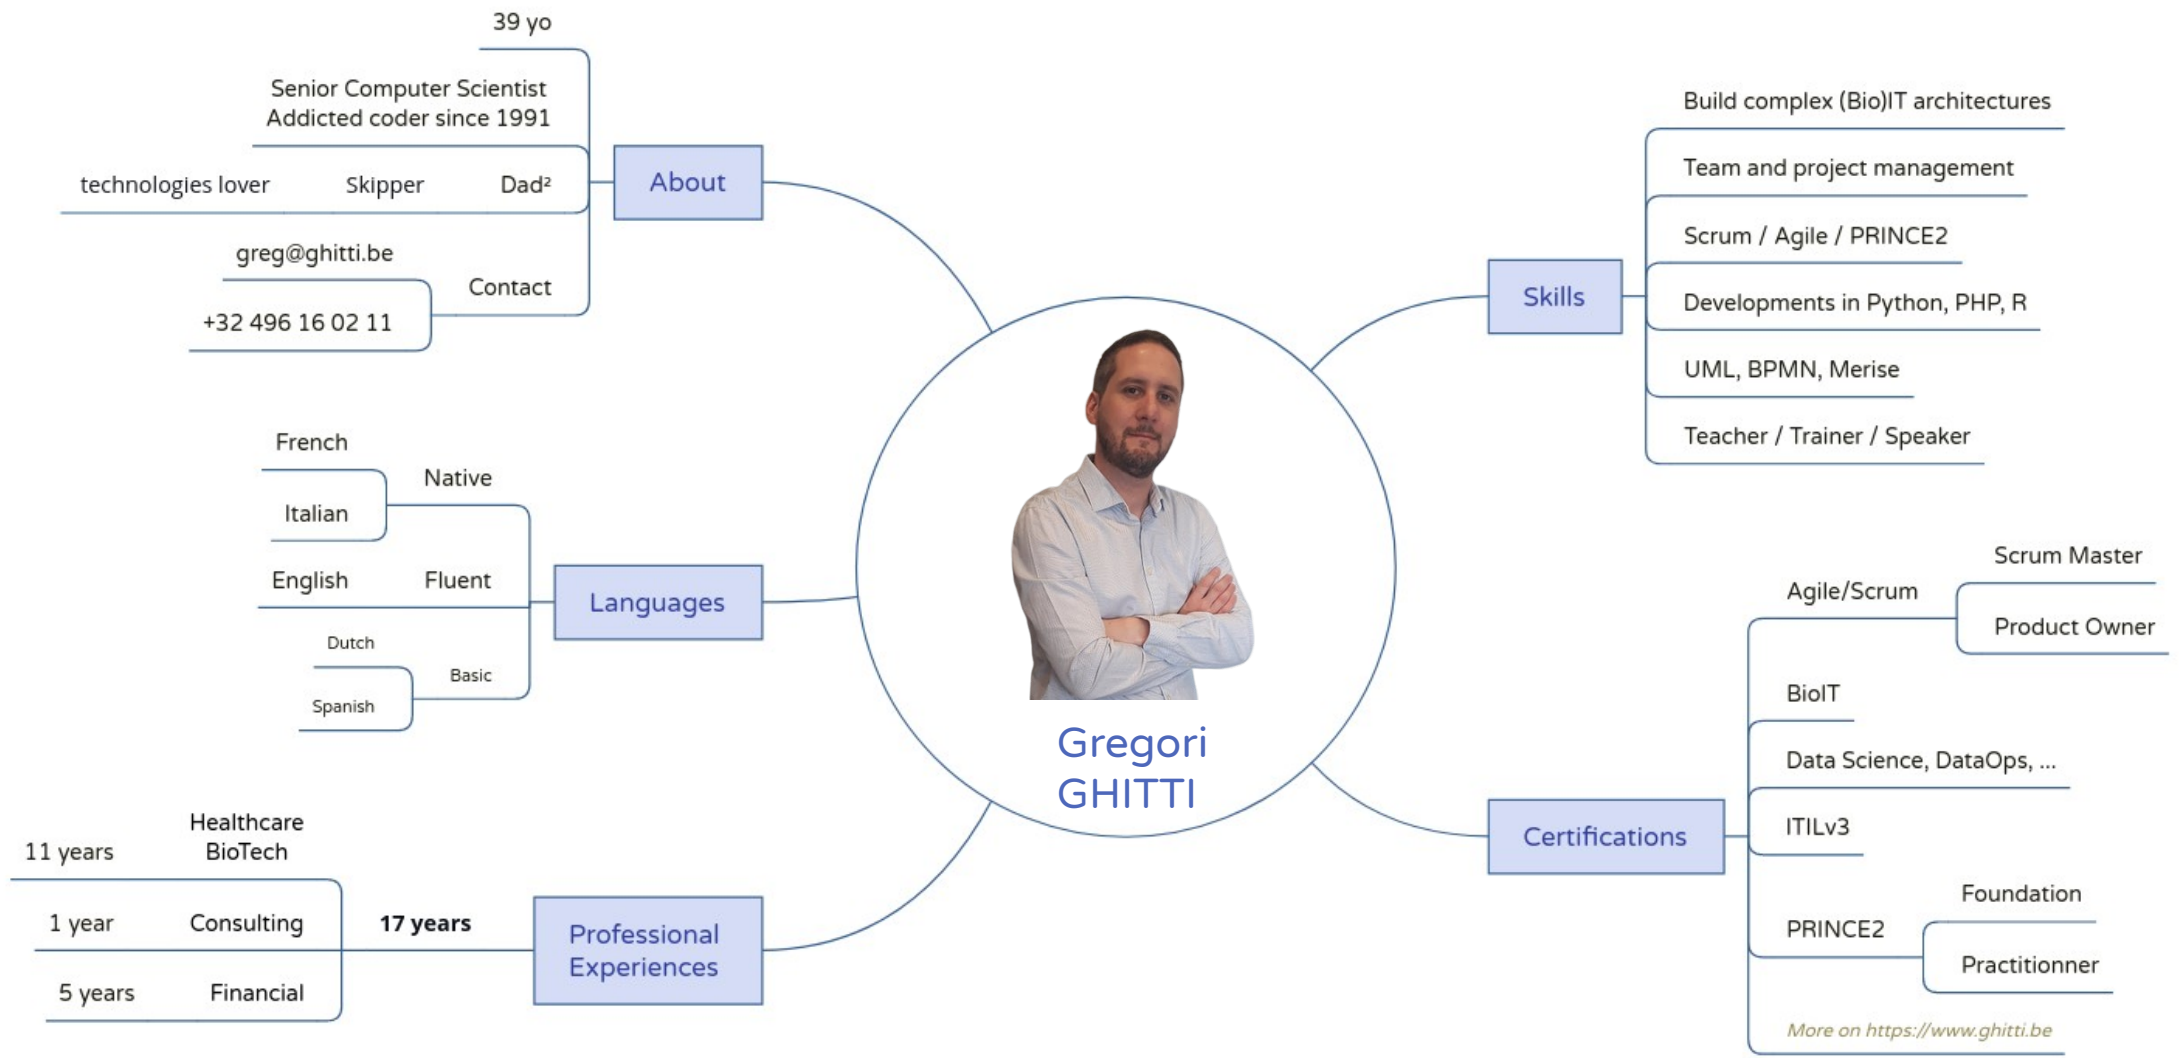 39 yo
Senior Computer Scientist
Addicted coder since 1991
technologies lover Skipper Dad²
About
greg@ghitti.be
Contact
+32 496 16 02 11
French
Native
Italian
English Fluent
Languages
Dutch
Basic
Spanish
Healthcare
11 years BioTech
1 year Consulting 17 years
Professional
Experiences
5 years Financial
Gregori
GHITTI
Build complex (Bio)IT architectures
Team and project management
Scrum / Agile / PRINCE2
Skills
Developments in Python, PHP, R
UML, BPMN, Merise
Teacher / Trainer / Speaker
Scrum Master
Agile/Scrum
Product Owner
BioIT
Data Science, DataOps, ...
ITILv3
Certifications
Foundation
PRINCE2
Practitionner
More on https://www.ghitti.be